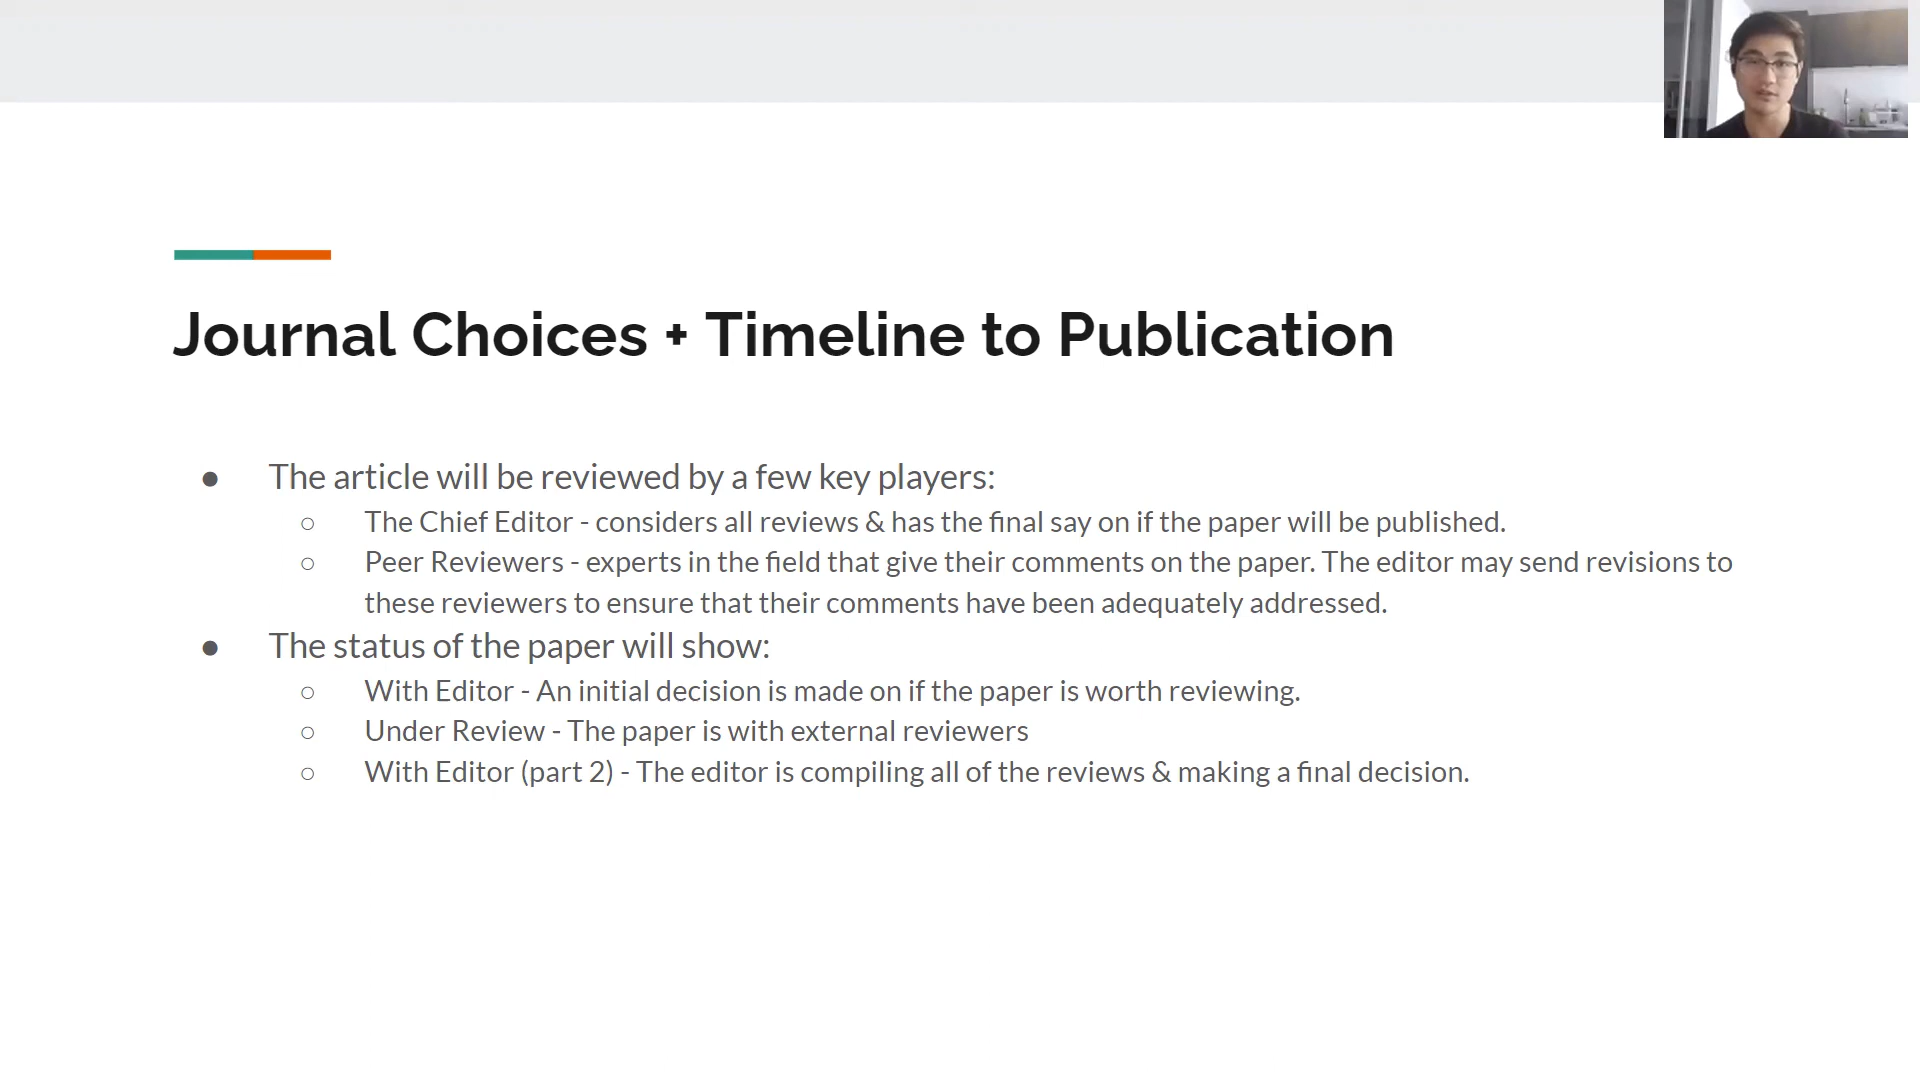 Journal Choices + Timeline to Publication
● The article will be reviewed by a few key players:
○ The Chief Editor - considers all reviews & has the final say on if the paper will be published.
○ Peer Reviewers - experts in the field that give their comments on the paper. The editor may send revisions to
these reviewers to ensure that their comments have been adequately addressed.
● The status of the paper will show:
○ With Editor - An initial decision is made on if the paper is worth reviewing.
○ Under Review - The paper is with external reviewers
○ With Editor (part 2) - The editor is compiling all of the reviews & making a final decision.